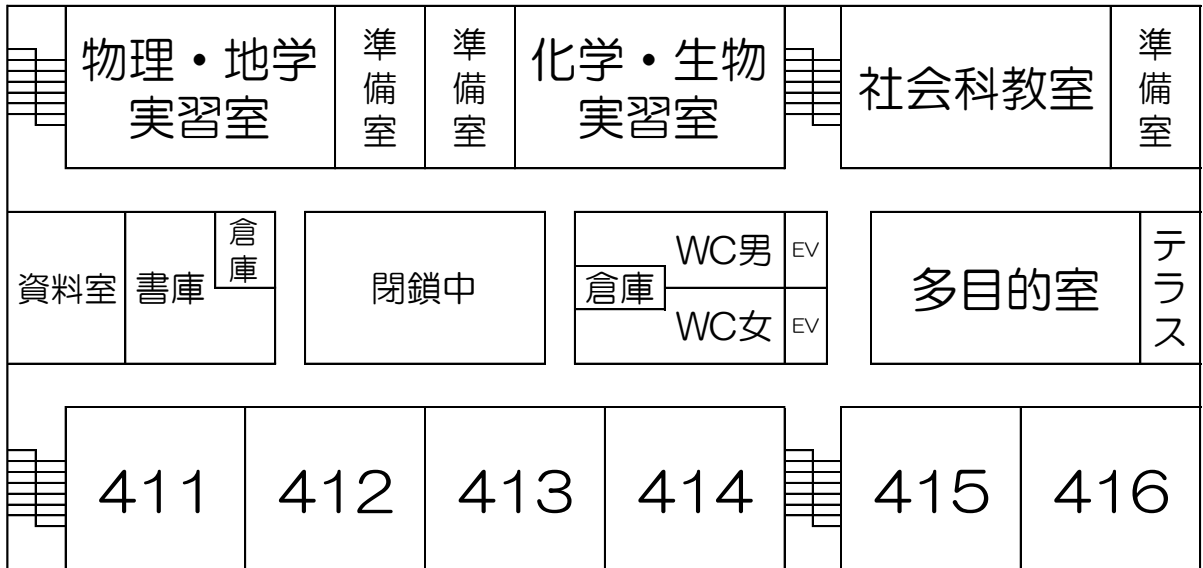 物理・地学
実習室
準備室
準備室
化学・生物
実習室
社会科教室
準備室
資料室
書庫
倉庫
閉鎖中
倉庫
WC男
EV
WC女
EV
多目的室
テラス
411
412
413
414
415
416